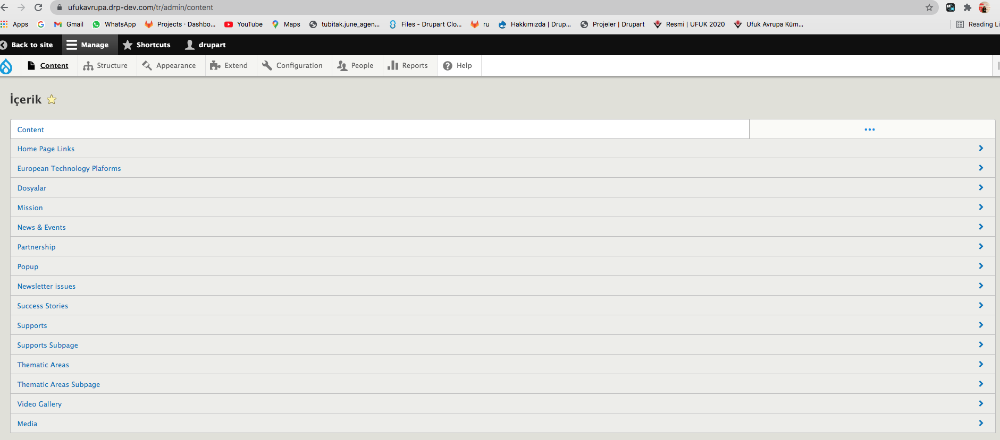 ufukavrupa.drp-dev.com/tr/admin/content
Apps Gmail WhatsApp Projects · Dashbo... YouTube Maps tubitak.june_agen... Files - Drupart Clo... ru Hakkımızda | Drup... Projeler | Drupart Resmi | UFUK 2020 Ufuk Avrupa Küm... Reading Li
Back to site Manage Shortcuts drupart
Content Structure Appearance Extend Configuration People Reports Help
İçerik
Content
Home Page Links
European Technology Plaforms
Dosyalar
Mission
News & Events
Partnership
Popup
Newsletter issues
Success Stories
Supports
Supports Subpage
Thematic Areas
Thematic Areas Subpage
Video Gallery
Media